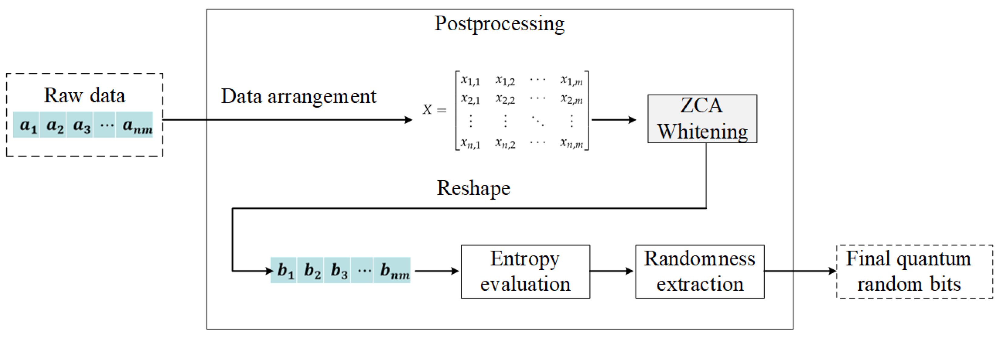 Postprocessing
Raw data
a₁ a₂ a₃ ⋯ aₙₘ
Data arrangement
X =
x₁,₁ x₁,₂ ⋯ x₁,ₘ
x₂,₁ x₂,₂ ⋯ x₂,ₘ
⋮ ⋮ ⋱ ⋮
xₙ,₁ xₙ,₂ ⋯ xₙ,ₘ
ZCA
Whitening
Reshape
b₁ b₂ b₃ ⋯ bₙₘ
Entropy
evaluation
Randomness
extraction
Final quantum
random bits